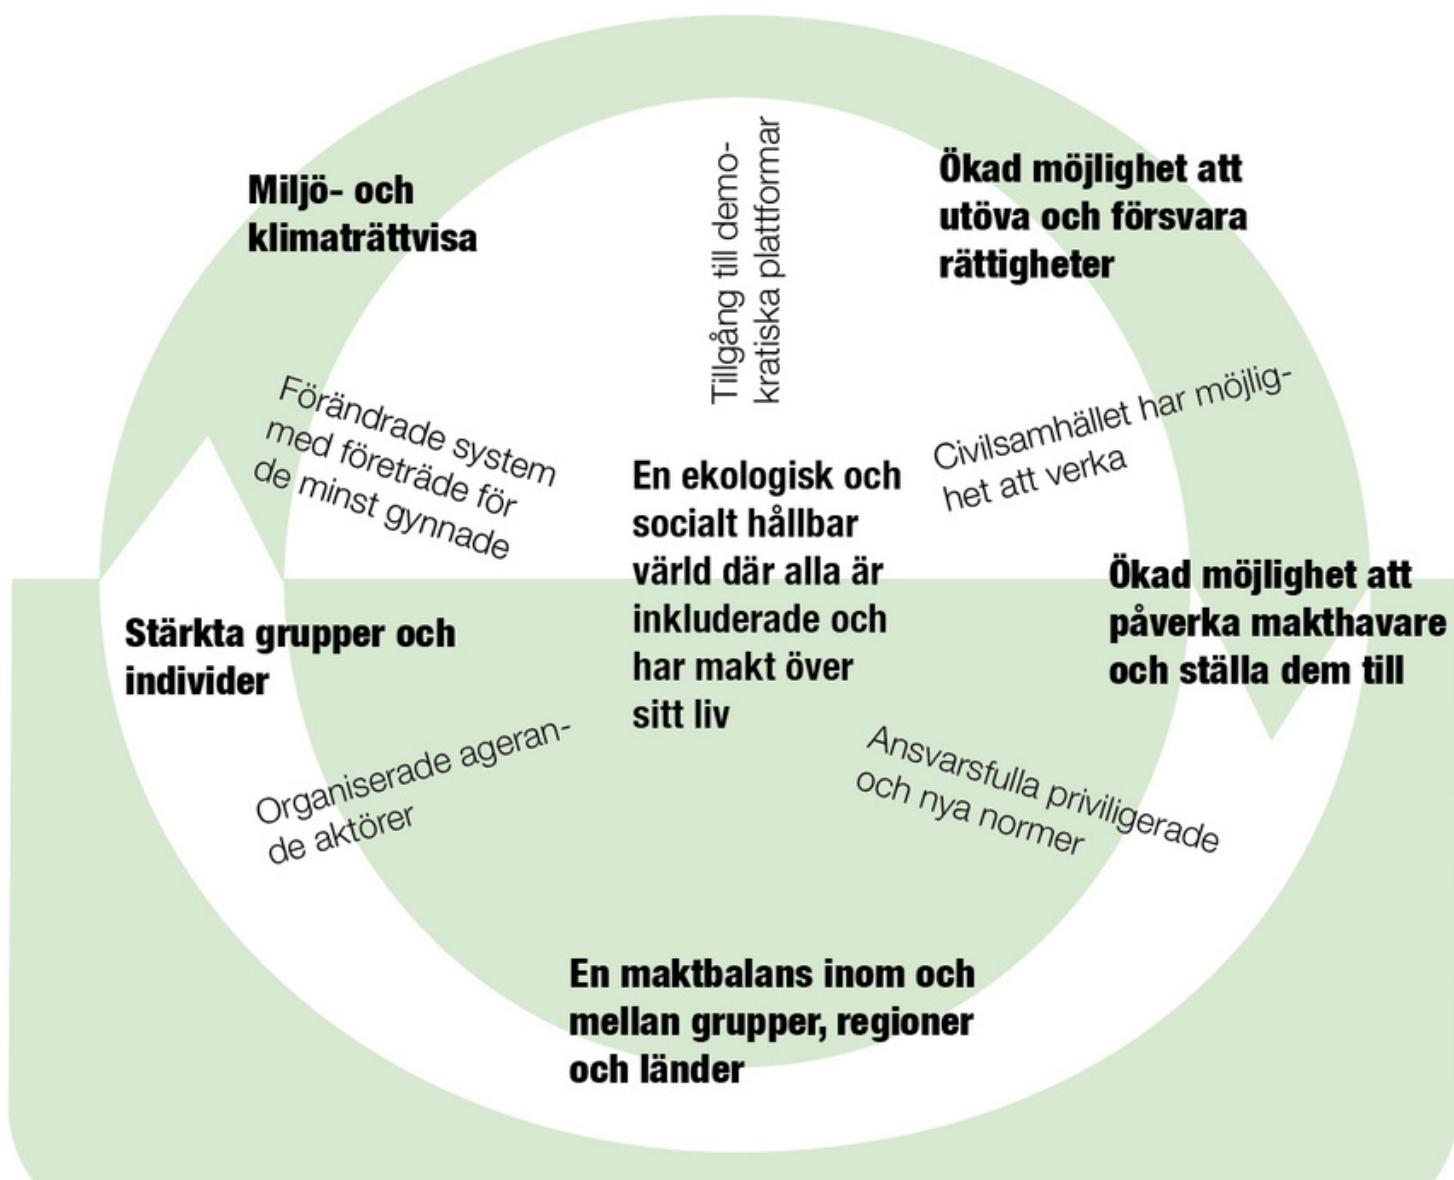 Miljö- och
klimaträttvisa
Tillgång till demo-
kratiska plattformar
Ökad möjlighet att
utöva och försvara
rättigheter
Förändrade system
med företräde för
de minst gynnade
En ekologisk och
socialt hållbar
värld där alla är
inkluderade och
har makt över
sitt liv
Civilsamhället har möjlig-
het att verka
Stärkta grupper och
individer
Ökad möjlighet att
påverka makthavare
och ställa dem till
Organiserade ageran-
de aktörer
Ansvarsfulla priviligerade
och nya normer
En maktbalans inom och
mellan grupper, regioner
och länder